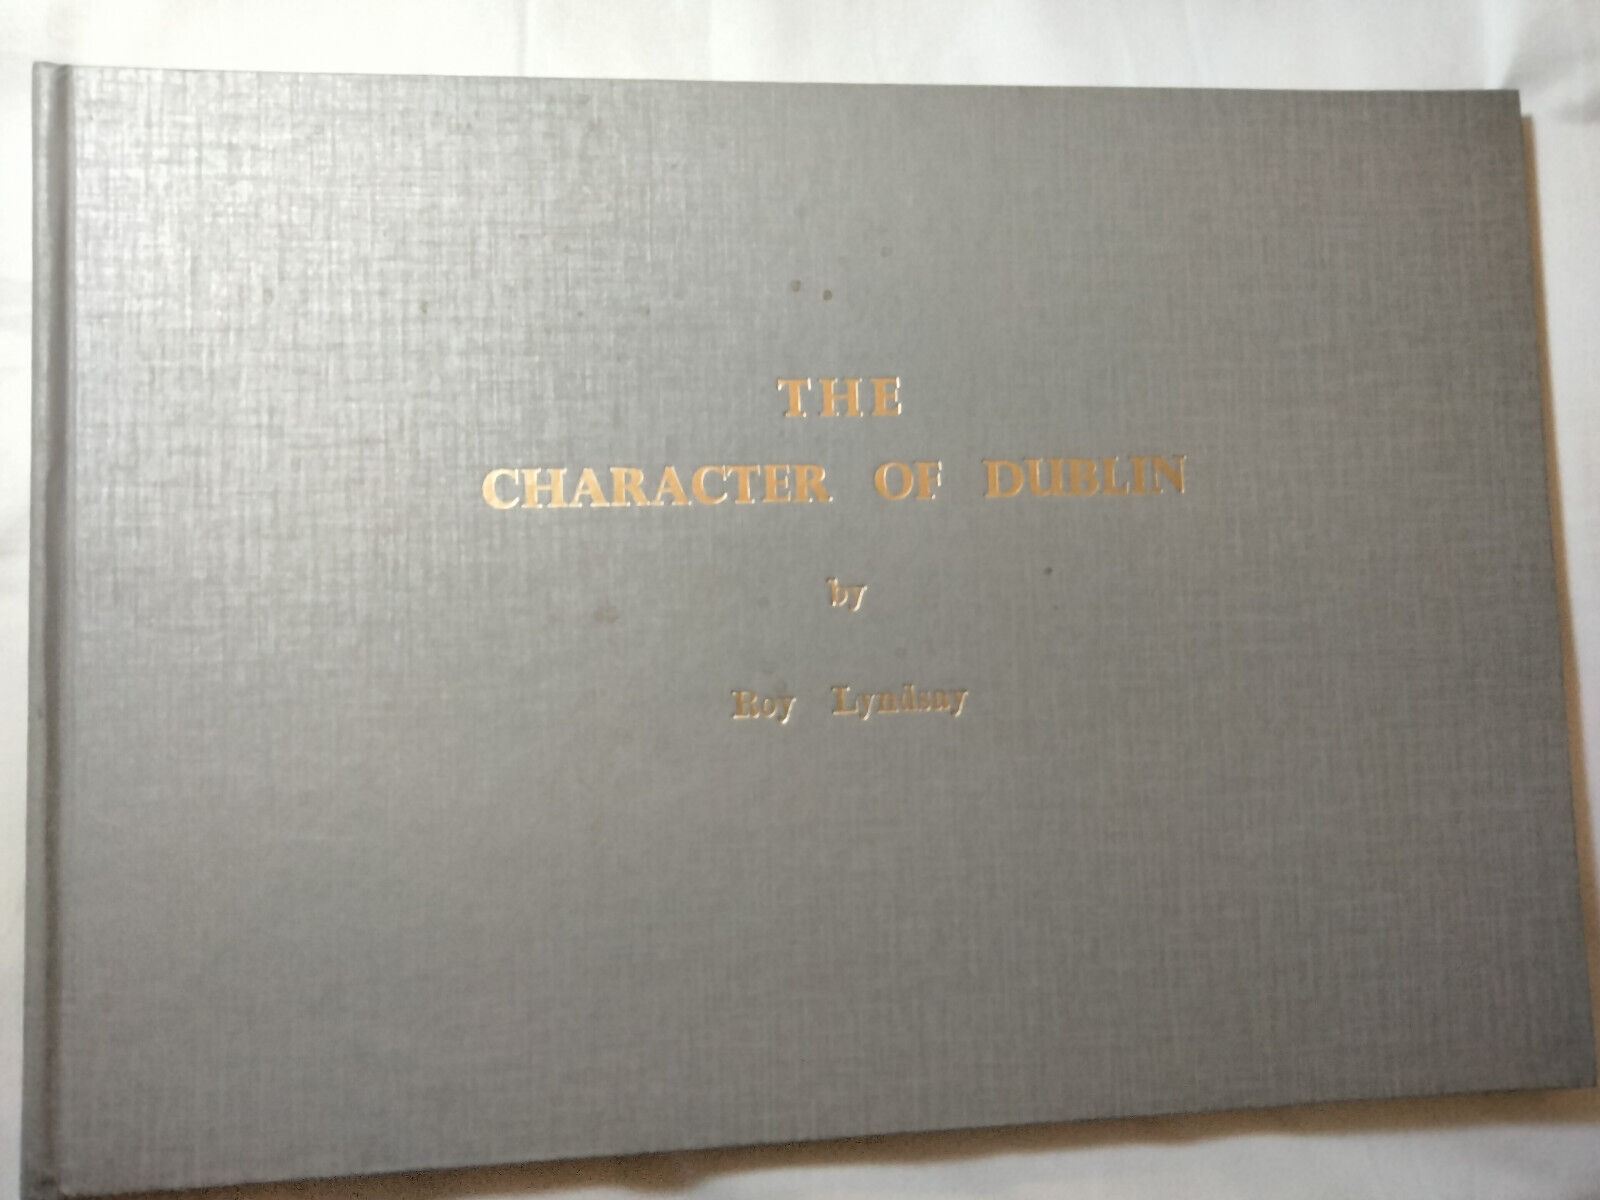 THE
CHARACTER OF DUBLIN
by
Roy Lyndsay